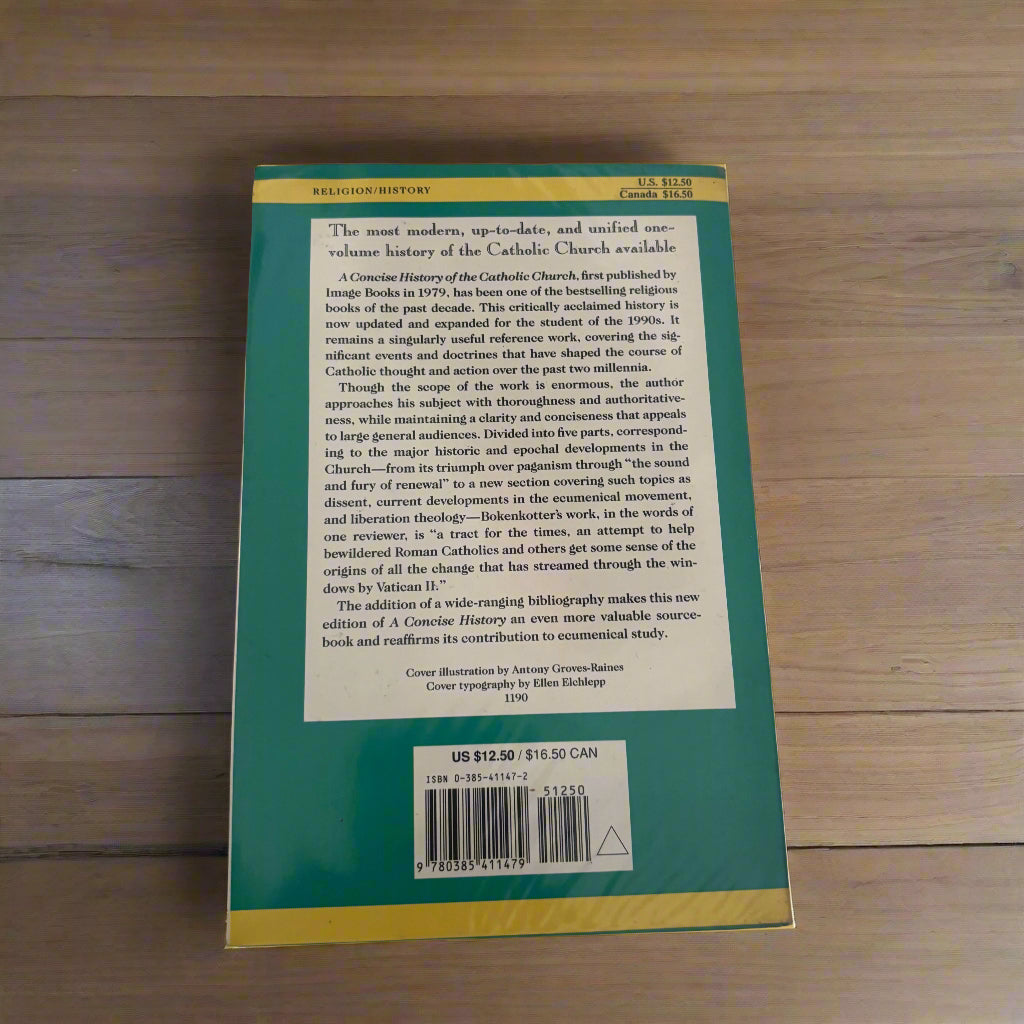 RELIGION/HISTORY
U.S. $12.50
Canada $16.50
The most modern, up-to-date, and unified one-
volume history of the Catholic Church available
A Concise History of the Catholic Church, first published by
Image Books in 1979, has been one of the bestselling religious
books of the past decade. This critically acclaimed history is
now updated and expanded for the student of the 1990s. It
remains a singularly useful reference work, covering the sig-
nificant events and doctrines that have shaped the course of
Catholic thought and action over the past two millennia.
Though the scope of the work is enormous, the author
approaches his subject with thoroughness and authoritative-
ness, while maintaining a clarity and conciseness that appeals
to large general audiences. Divided into five parts, correspond-
ing to the major historic and epochal developments in the
Church—from its triumph over paganism through “the sound
and fury of renewal” to a new section covering such topics as
dissent, current developments in the ecumenical movement,
and liberation theology—Bokenkotter's work, in the words of
one reviewer, is “a tract for the times, an attempt to help
bewildered Roman Catholics and others get some sense of the
origins of all the change that has streamed through the win-
dows by Vatican II.”
The addition of a wide-ranging bibliography makes this new
edition of A Concise History an even more valuable source-
book and reaffirms its contribution to ecumenical study.
Cover illustration by Antony Groves-Raines
Cover typography by Ellen Elchlepp
1190
US $12.50 / $16.50 CAN
ISBN 0-385-41147-2
51250
9 780385 411479